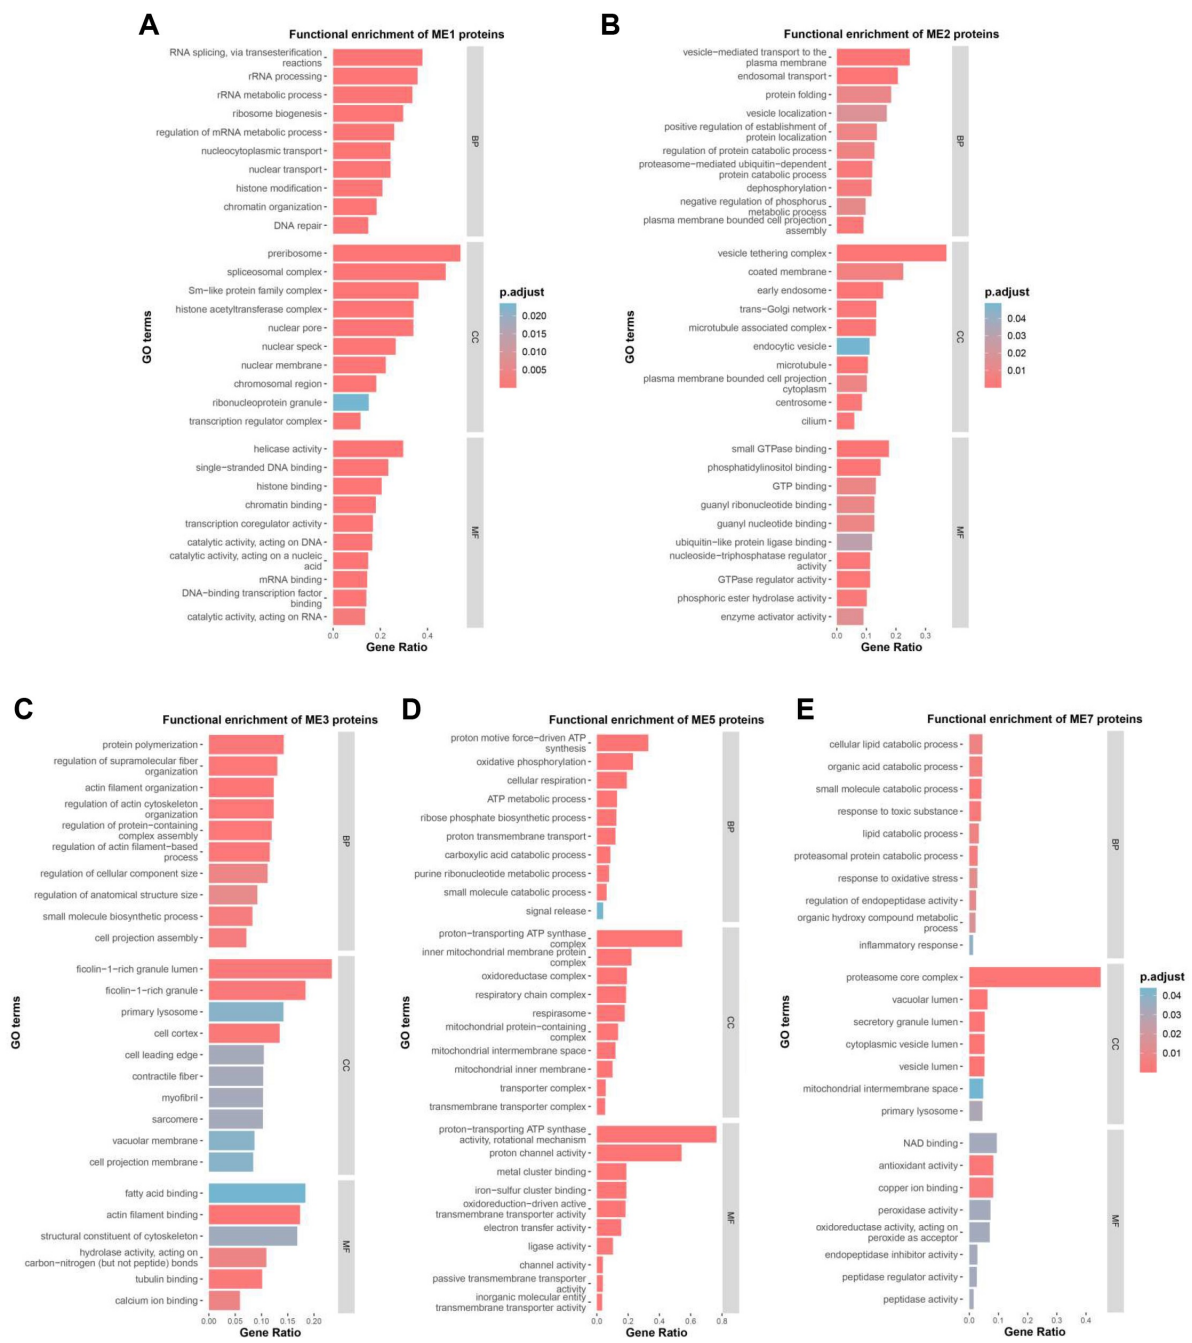 A
Functional enrichment of ME1 proteins
RNA splicing, via transesterification
reactions
rRNA processing
rRNA metabolic process
ribosome biogenesis
regulation of mRNA metabolic process
nucleocytoplasmic transport
nuclear transport
histone modification
chromatin organization
DNA repair
BP
preribosome
spliceosomal complex
Sm−like protein family complex
histone acetyltransferase complex
nuclear pore
nuclear speck
nuclear membrane
chromosomal region
ribonucleoprotein granule
transcription regulator complex
CC
helicase activity
single−stranded DNA binding
histone binding
chromatin binding
transcription coregulator activity
catalytic activity, acting on DNA
catalytic activity, acting on a nucleic
acid
mRNA binding
DNA−binding transcription factor
binding
catalytic activity, acting on RNA
MF
GO terms
0.0 0.2 0.4
Gene Ratio
p.adjust
0.020
0.015
0.010
0.005
B
Functional enrichment of ME2 proteins
vesicle−mediated transport to the
plasma membrane
endosomal transport
protein folding
vesicle localization
positive regulation of establishment of
protein localization
regulation of protein catabolic process
proteasome−mediated ubiquitin−dependent
protein catabolic process
dephosphorylation
negative regulation of phosphorus
metabolic process
plasma membrane bounded cell projection
assembly
BP
vesicle tethering complex
coated membrane
early endosome
trans−Golgi network
microtubule associated complex
endocytic vesicle
microtubule
plasma membrane bounded cell projection
cytoplasm
centrosome
cilium
CC
small GTPase binding
phosphatidylinositol binding
GTP binding
guanyl ribonucleotide binding
guanyl nucleotide binding
ubiquitin−like protein ligase binding
nucleoside−triphosphatase regulator
activity
GTPase regulator activity
phosphoric ester hydrolase activity
enzyme activator activity
MF
GO terms
0.0 0.1 0.2 0.3
Gene Ratio
p.adjust
0.04
0.03
0.02
0.01
C
Functional enrichment of ME3 proteins
protein polymerization
regulation of supramolecular fiber
organization
actin filament organization
regulation of actin cytoskeleton
organization
regulation of protein−containing
complex assembly
regulation of actin filament−based
process
regulation of cellular component size
regulation of anatomical structure size
small molecule biosynthetic process
cell projection assembly
BP
ficolin−1−rich granule lumen
ficolin−1−rich granule
primary lysosome
cell cortex
cell leading edge
contractile fiber
myofibril
sarcomere
vacuolar membrane
cell projection membrane
CC
fatty acid binding
actin filament binding
structural constituent of cytoskeleton
hydrolase activity, acting on
carbon−nitrogen (but not peptide) bonds
tubulin binding
calcium ion binding
MF
GO terms
0.00 0.05 0.10 0.15 0.20
Gene Ratio
D
Functional enrichment of ME5 proteins
proton motive force−driven ATP
synthesis
oxidative phosphorylation
cellular respiration
ATP metabolic process
ribose phosphate biosynthetic process
proton transmembrane transport
carboxylic acid catabolic process
purine ribonucleotide metabolic process
small molecule catabolic process
signal release
BP
proton−transporting ATP synthase
complex
inner mitochondrial membrane protein
complex
oxidoreductase complex
respiratory chain complex
respirasome
mitochondrial protein−containing
complex
mitochondrial intermembrane space
mitochondrial inner membrane
transporter complex
transmembrane transporter complex
CC
proton−transporting ATP synthase
activity, rotational mechanism
proton channel activity
metal cluster binding
iron−sulfur cluster binding
oxidoreduction−driven active
transmembrane transporter activity
electron transfer activity
ligase activity
channel activity
passive transmembrane transporter
activity
inorganic molecular entity
transmembrane transporter activity
MF
GO terms
0.0 0.2 0.4 0.6 0.8
Gene Ratio
E
Functional enrichment of ME7 proteins
cellular lipid catabolic process
organic acid catabolic process
small molecule catabolic process
response to toxic substance
lipid catabolic process
proteasomal protein catabolic process
response to oxidative stress
regulation of endopeptidase activity
organic hydroxy compound metabolic
process
inflammatory response
BP
proteasome core complex
vacuolar lumen
secretory granule lumen
cytoplasmic vesicle lumen
vesicle lumen
mitochondrial intermembrane space
primary lysosome
CC
NAD binding
antioxidant activity
copper ion binding
peroxidase activity
oxidoreductase activity, acting on
peroxide as acceptor
endopeptidase inhibitor activity
peptidase regulator activity
peptidase activity
MF
GO terms
0.0 0.1 0.2 0.3 0.4
Gene Ratio
p.adjust
0.04
0.03
0.02
0.01